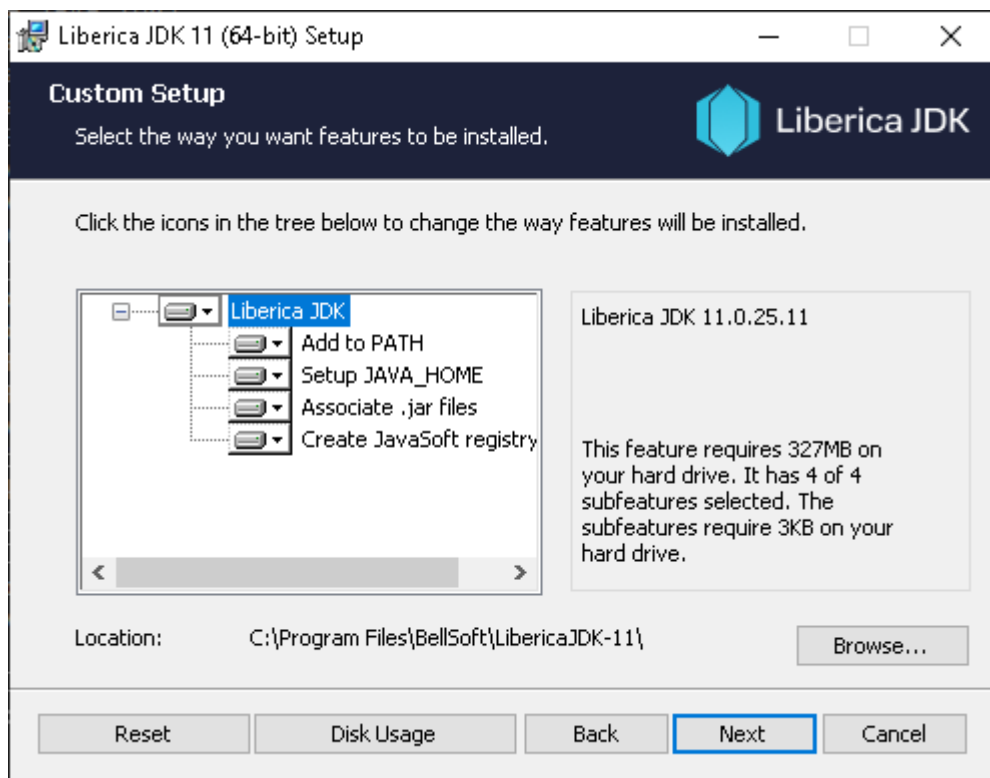 Liberica JDK 11 (64-bit) Setup
Custom Setup
Select the way you want features to be installed.
Liberica JDK
Click the icons in the tree below to change the way features will be installed.
Liberica JDK
Add to PATH
Setup JAVA_HOME
Associate .jar files
Create JavaSoft registry
Liberica JDK 11.0.25.11
This feature requires 327MB on
your hard drive. It has 4 of 4
subfeatures selected. The
subfeatures require 3KB on your
hard drive.
Location: C:\Program Files\BellSoft\LibericaJDK-11\
Browse...
Reset Disk Usage Back Next Cancel